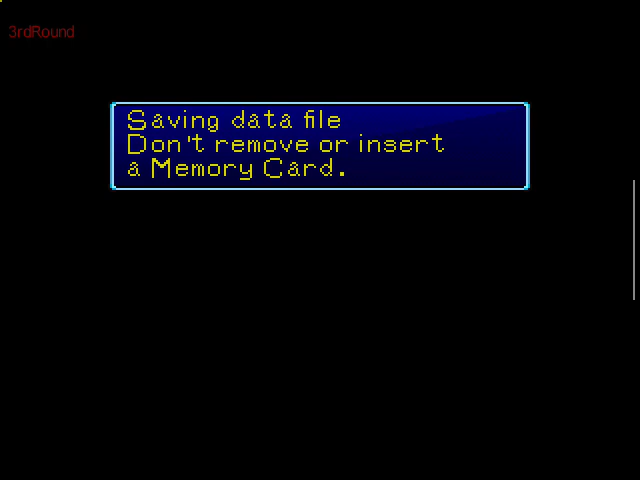 3rdRound
Saving data file
Don't remove or insert
a Memory Card.